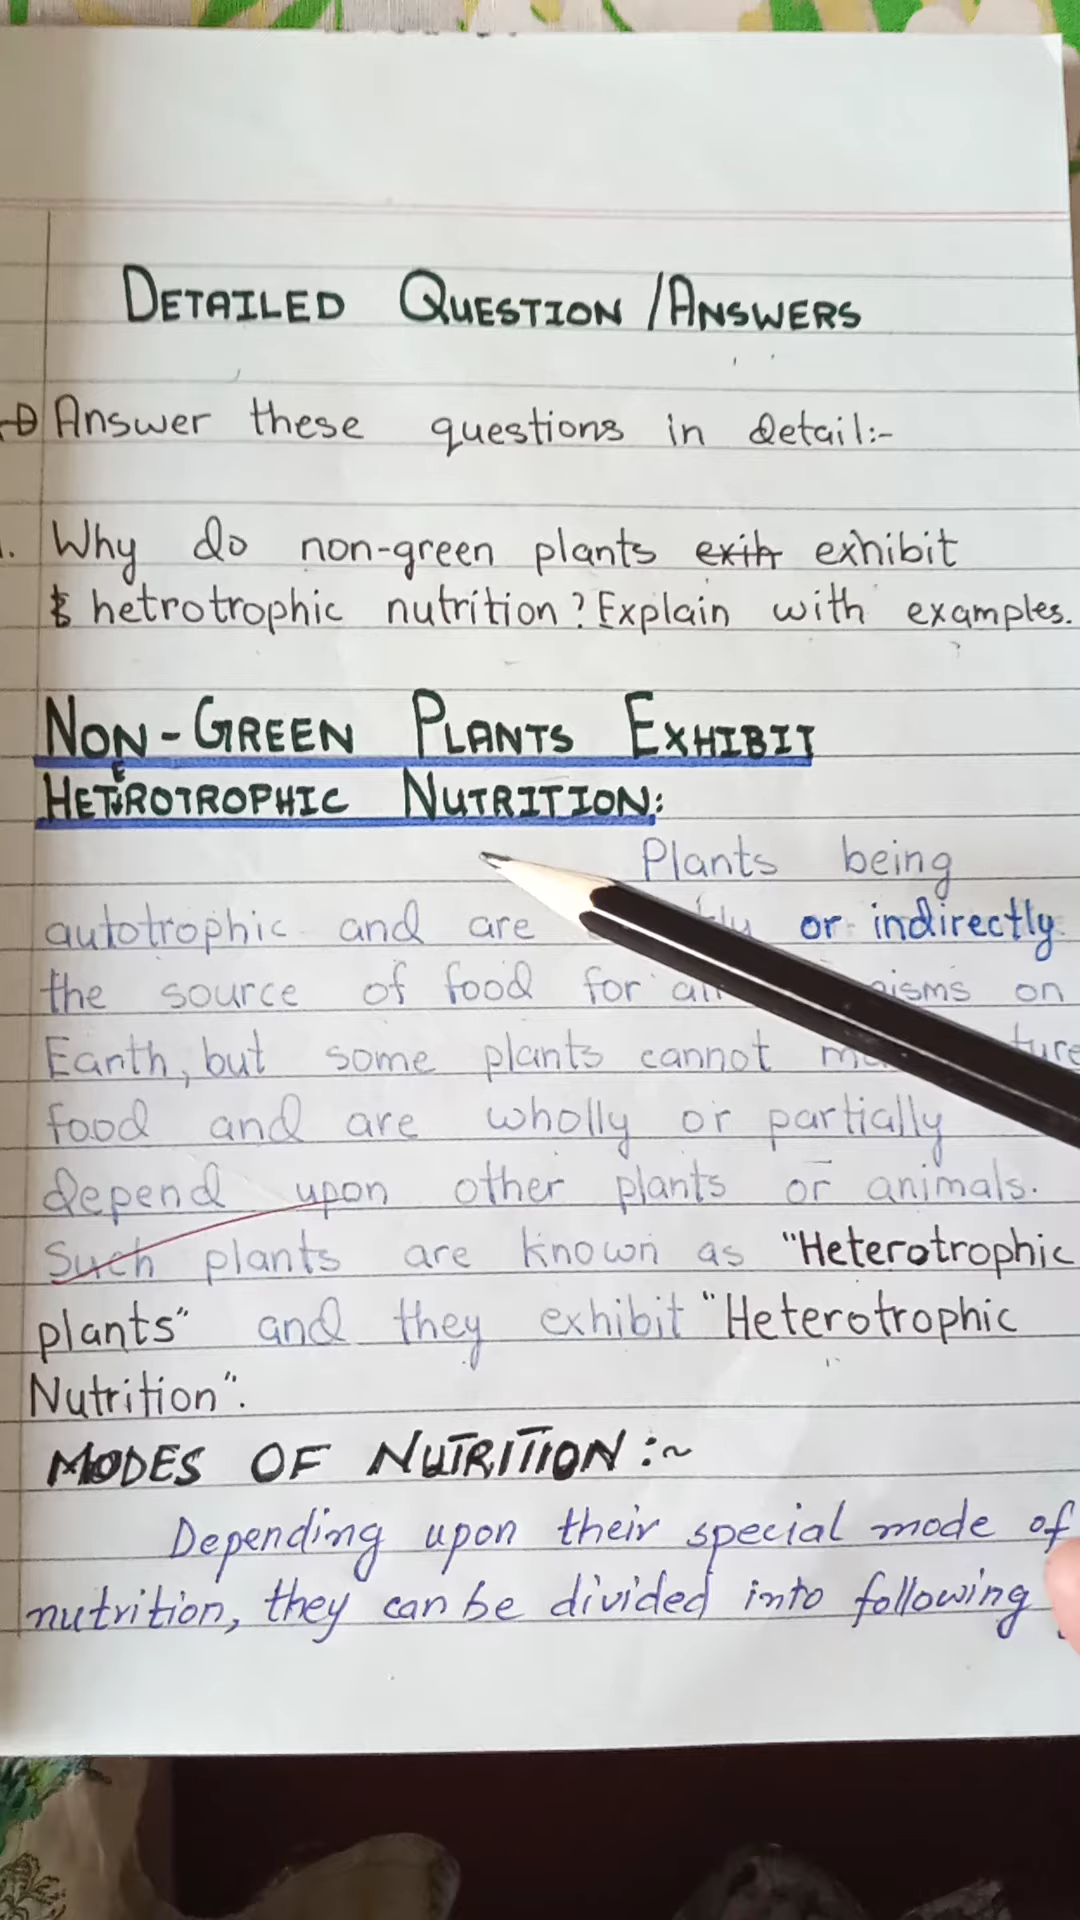 DETAILED QUESTION/ANSWERS
Answer these questions in detail:-
Why do non-green plants exih exhibit
hetrotrophic nutrition? Explain with examples.
NON-GREEN PLANTS EXHIBIT
HETEROTROPHIC NUTRITION:
Plants being
autotrophic and are or indirectly
the source of food for on
Earth, but some plants cannot
food and are wholly or partially
depend upon other plants or animals.
Such plants are known as "Heterotrophic
plants" and they exhibit "Heterotrophic
Nutrition".
MODES OF NUTRITION:~
Depending upon their special mode of
nutrition, they can be divided into following